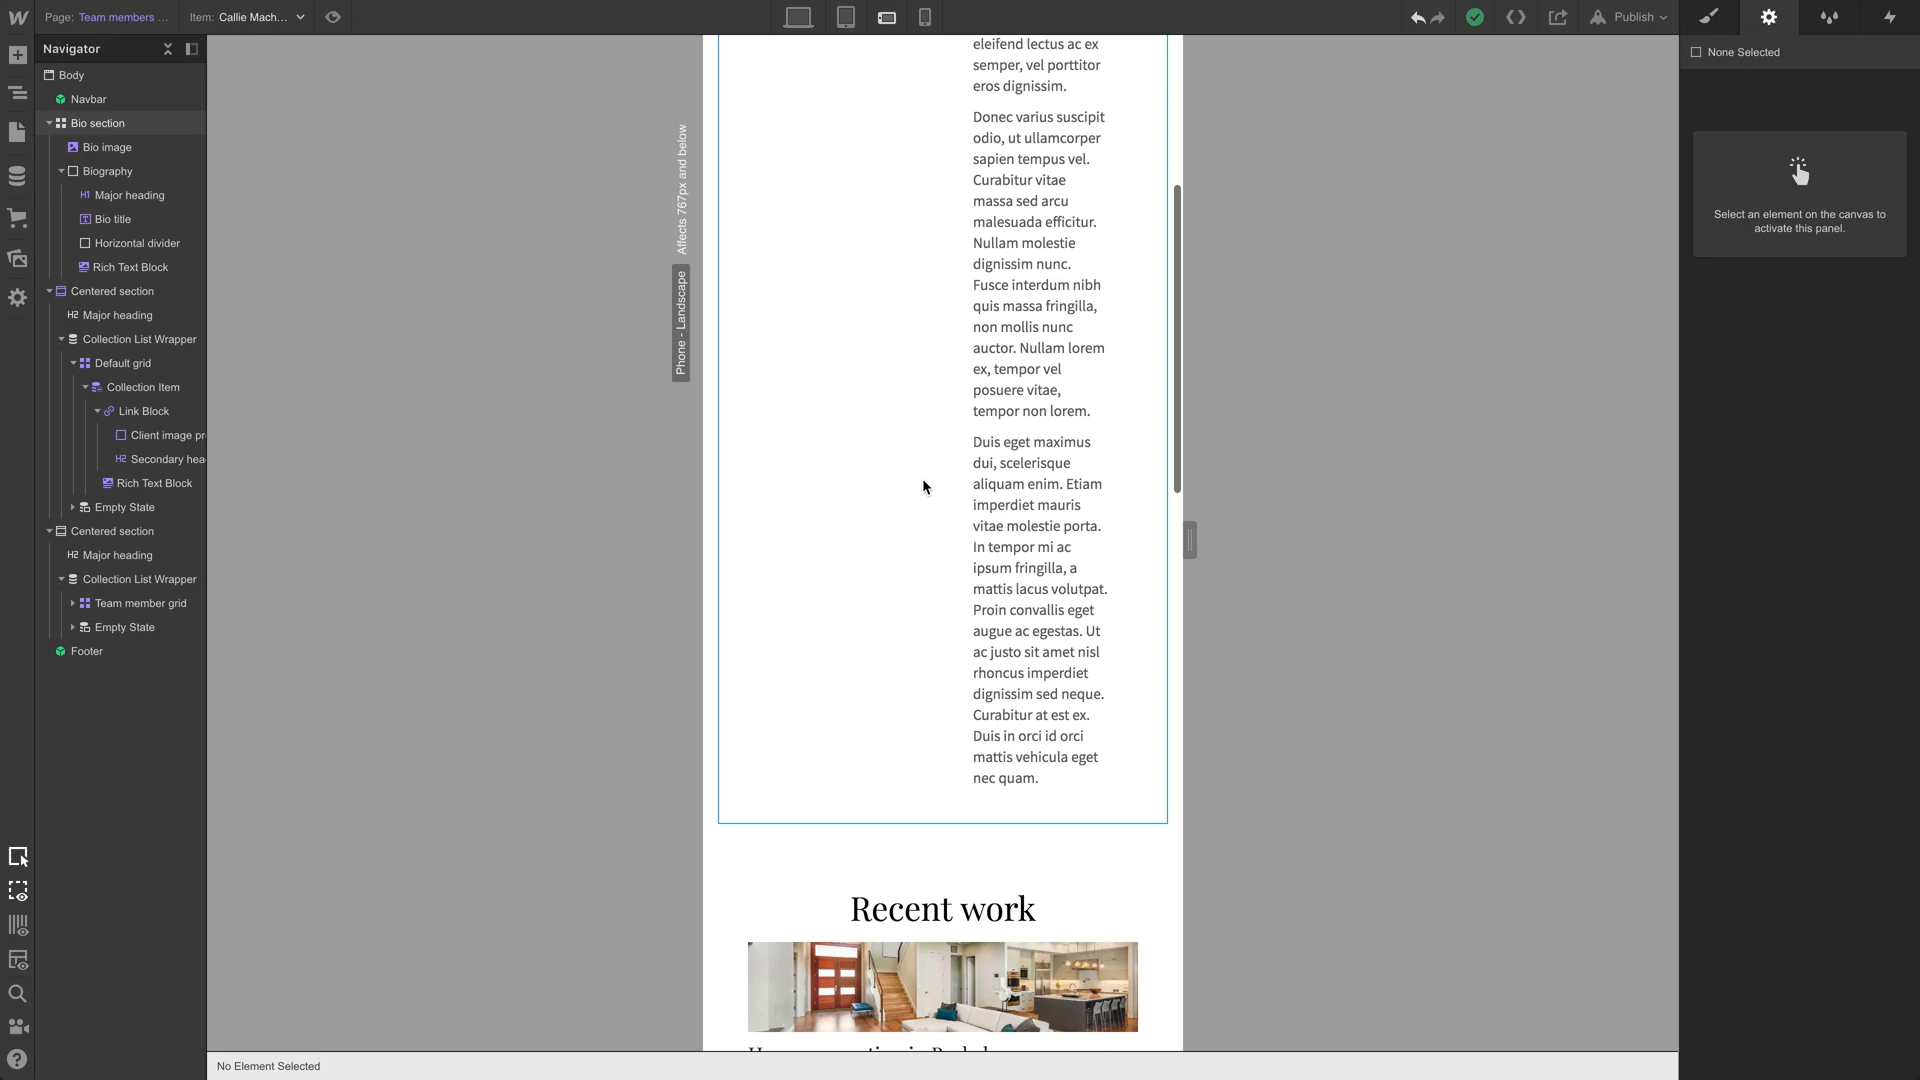 Page: Team members ...
Item: Callie Mach...
Publish
Navigator
Body
Navbar
Bio section
Bio image
Biography
H1 Major heading
Bio title
Horizontal divider
Rich Text Block
Centered section
H2 Major heading
Collection List Wrapper
Default grid
Collection Item
Link Block
Client image pr
H2 Secondary hea
Rich Text Block
Empty State
Centered section
H2 Major heading
Collection List Wrapper
Team member grid
Empty State
Footer
Affects 767px and below
Phone - Landscape
eleifend lectus ac ex
semper, vel porttitor
eros dignissim.
Donec varius suscipit
odio, ut ullamcorper
sapien tempus vel.
Curabitur vitae
massa sed arcu
malesuada efficitur.
Nullam molestie
dignissim nunc.
Fusce interdum nibh
quis massa fringilla,
non mollis nunc
auctor. Nullam lorem
ex, tempor vel
posuere vitae,
tempor non lorem.
Duis eget maximus
dui, scelerisque
aliquam enim. Etiam
imperdiet mauris
vitae molestie porta.
In tempor mi ac
ipsum fringilla, a
mattis lacus volutpat.
Proin convallis eget
augue ac egestas. Ut
ac justo sit amet nisl
rhoncus imperdiet
dignissim sed neque.
Curabitur at est ex.
Duis in orci id orci
mattis vehicula eget
nec quam.
Recent work
None Selected
Select an element on the canvas to
activate this panel.
No Element Selected